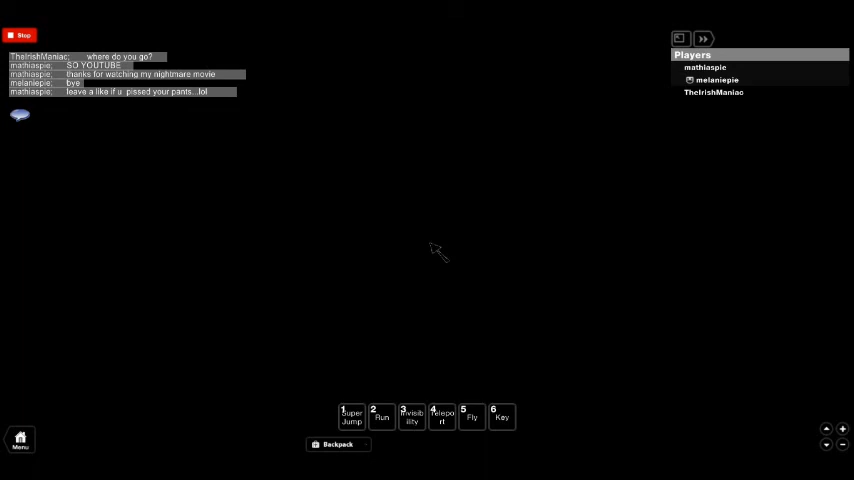 Stop
TheIrishManiac; where do you go?
mathiaspie; SO YOUTUBE
mathiaspie; thanks for watching my nightmare movie
melaniepie; bye
mathiaspie; leave a like if u pissed your pants...lol
Players
mathiaspie
melaniepie
TheIrishManiac
1 Super Jump
2 Run
3 Invisibility
4 Teleport
5 Fly
6 Key
Backpack
Menu